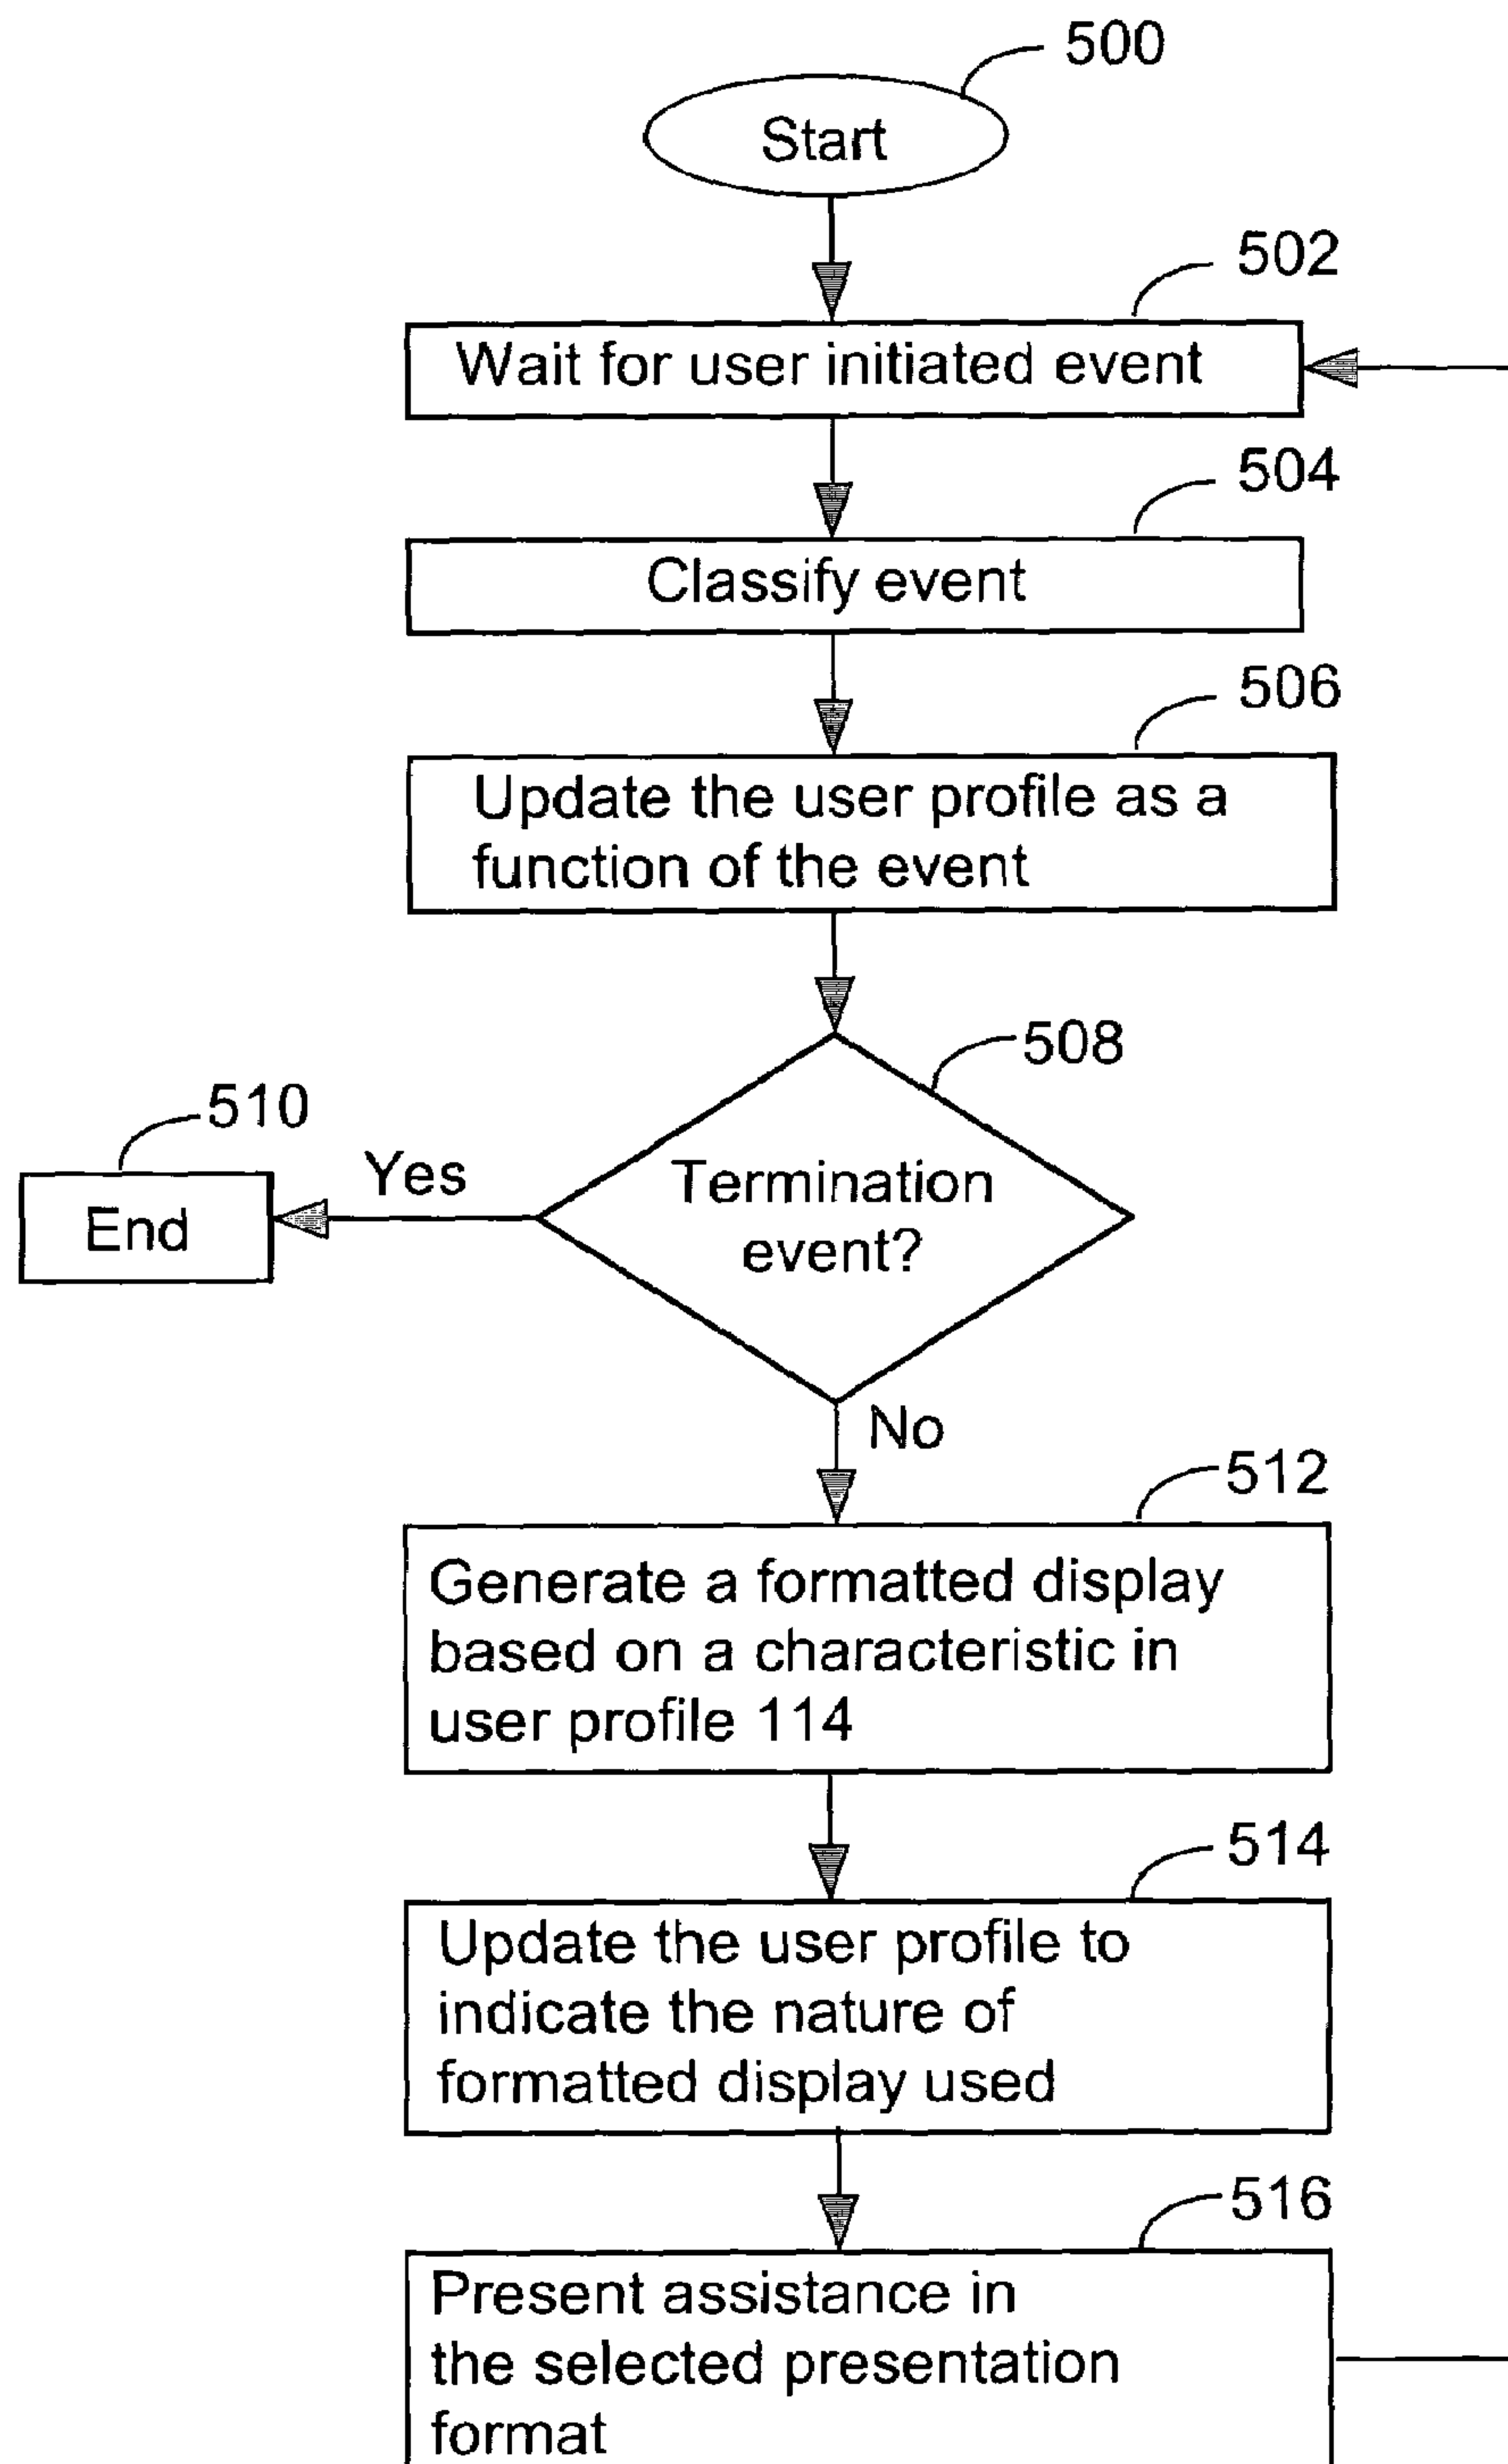 500
Start
502
Wait for user initiated event
504
Classify event
506
Update the user profile as a
function of the event
508
510
Yes
Termination
event?
End
No
512
Generate a formatted display
based on a characteristic in
user profile 114
514
Update the user profile to
indicate the nature of
formatted display used
516
Present assistance in
the selected presentation
format